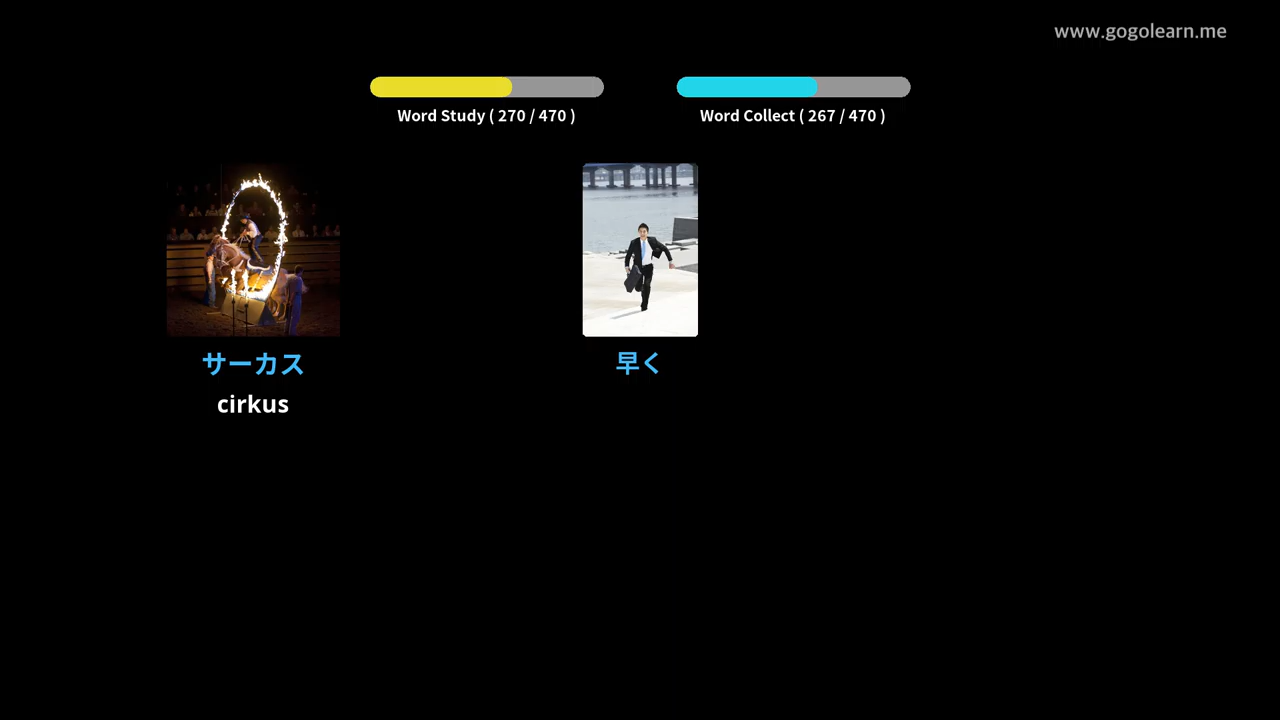 www.gogolearn.me
Word Study ( 270 / 470 )
Word Collect ( 267 / 470 )
サーカス
早く
cirkus